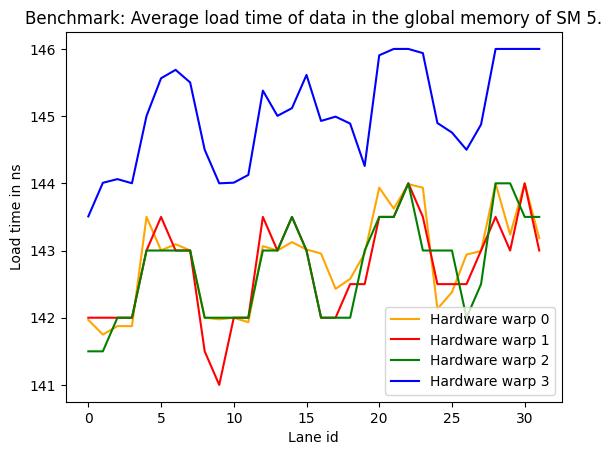 Benchmark: Average load time of data in the global memory of SM 5.
146
145
144
143
142
141
Load time in ns
0
5
10
15
20
25
30
Lane id
Hardware warp 0
Hardware warp 1
Hardware warp 2
Hardware warp 3